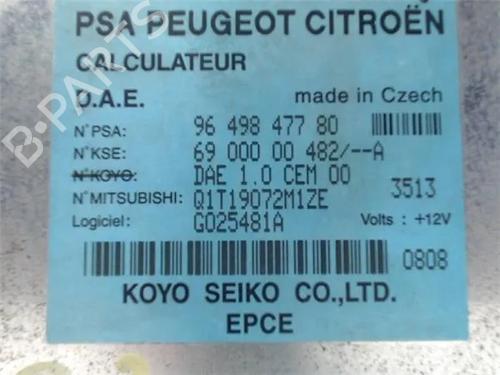 PSA PEUGEOT CITROËN
CALCULATEUR
D.A.E. made in Czech
N°PSA: 96 498 477 80
N°KSE: 69 000 00 482/--A
N°KOYO: DAE 1.0 CEM 00
N°MITSUBISHI: Q1T19072M1ZE 3513
Logiciel: G025481A Volts : +12V
0808
KOYO SEIKO CO.,LTD.
EPCE
B-PARTS